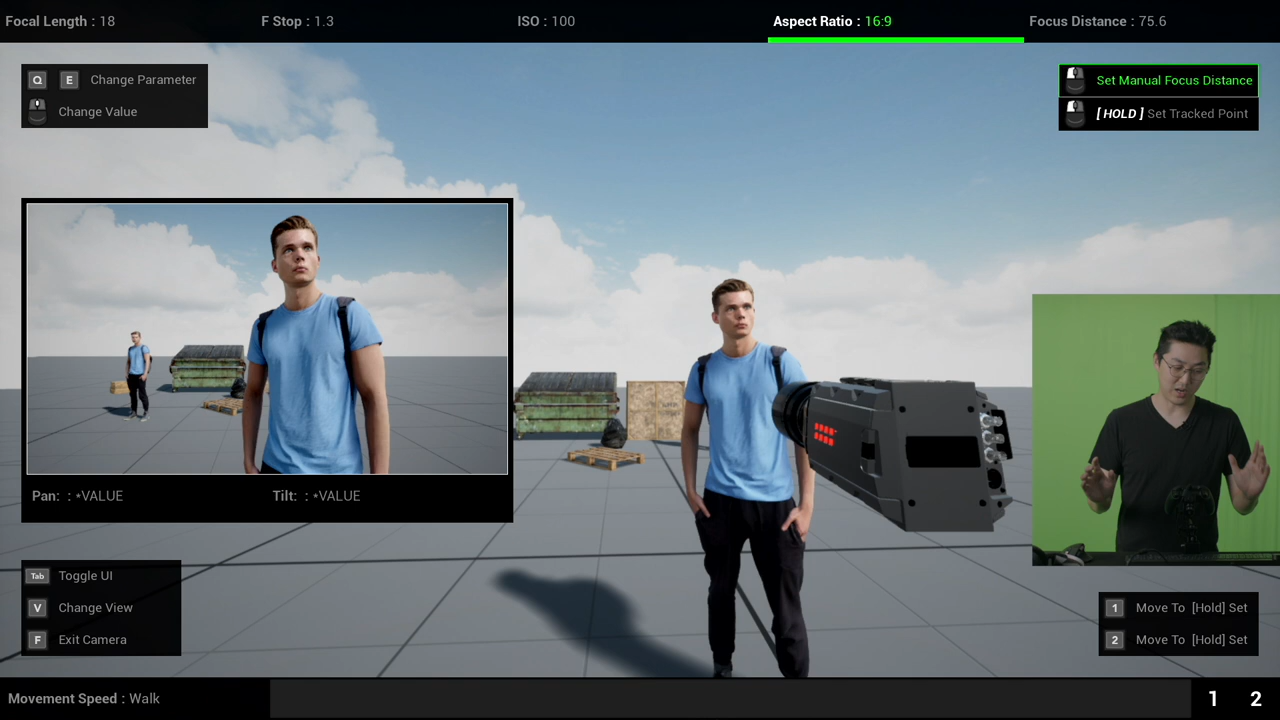 Focal Length : 18
F Stop : 1.3
ISO : 100
Aspect Ratio : 16:9
Focus Distance : 75.6
Q E Change Parameter
Change Value
Set Manual Focus Distance
[ HOLD ] Set Tracked Point
Pan: : *VALUE
Tilt: : *VALUE
Tab Toggle UI
V Change View
F Exit Camera
1 Move To [Hold] Set
2 Move To [Hold] Set
Movement Speed : Walk
1 2